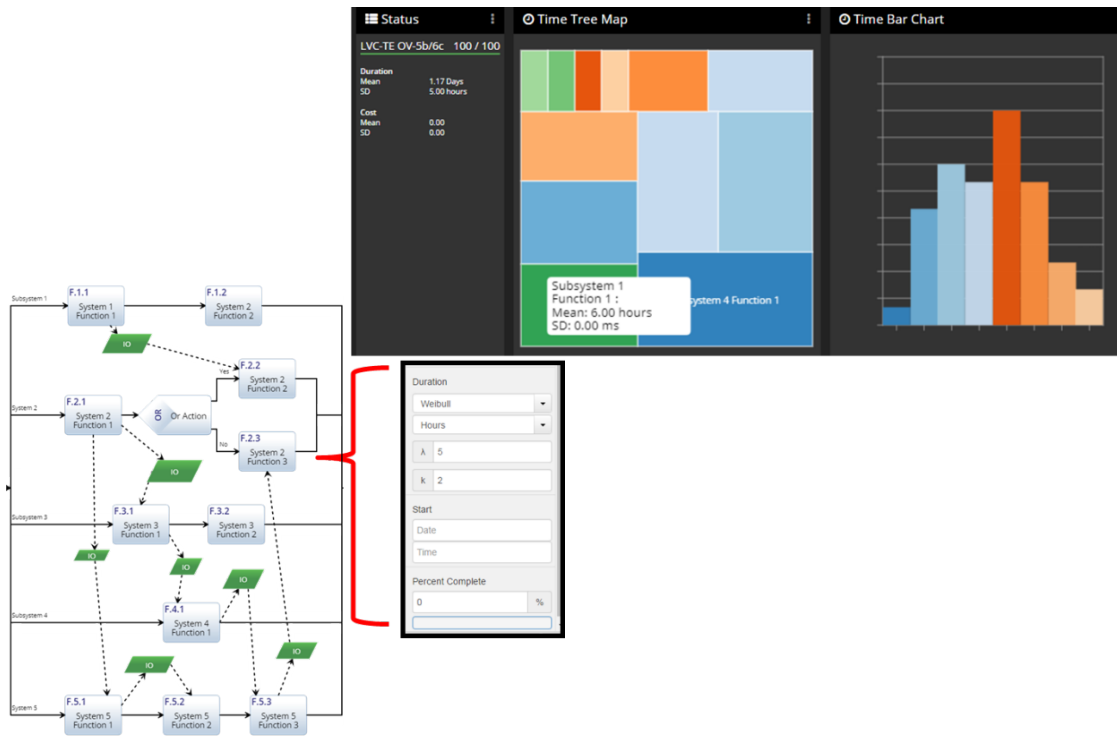 Status
LVC-TE OV-5b/6c 100 / 100
Duration
Mean 1.17 Days
SD 5.00 hours
Cost
Mean 0.00
SD 0.00
Time Tree Map
Subsystem 1
Function 1 :
Mean: 6.00 hours
SD: 0.00 ms
ystem 4 Function 1
Time Bar Chart
Subsystem 1
F.1.1
System 1
Function 1
F.1.2
System 2
Function 2
IO
Yes
F.2.2
System 2
Function 2
System 2
F.2.1
System 2
Function 1
OR
Or Action
No
F.2.3
System 2
Function 3
IO
Subsystem 3
F.3.1
System 3
Function 1
F.3.2
System 3
Function 2
IO
IO
IO
Subsystem 4
F.4.1
System 4
Function 1
IO
IO
System 5
F.5.1
System 5
Function 1
F.5.2
System 5
Function 2
F.5.3
System 5
Function 3
Duration
Weibull
Hours
λ 5
k 2
Start
Date
Time
Percent Complete
0 %